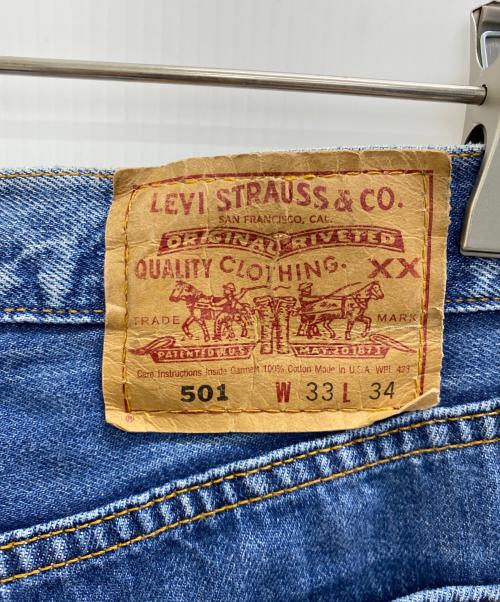 LEVI STRAUSS & CO.
SAN FRANCISCO, CAL.
ORIGINAL RIVETED
QUALITY CLOTHING. XX
TRADE MARK
PATENTED IN U.S. MAY 20 1873
Care Instructions Inside Garment 100% Cotton Made in U.S.A. WPL 423
501 W 33 L 34
®